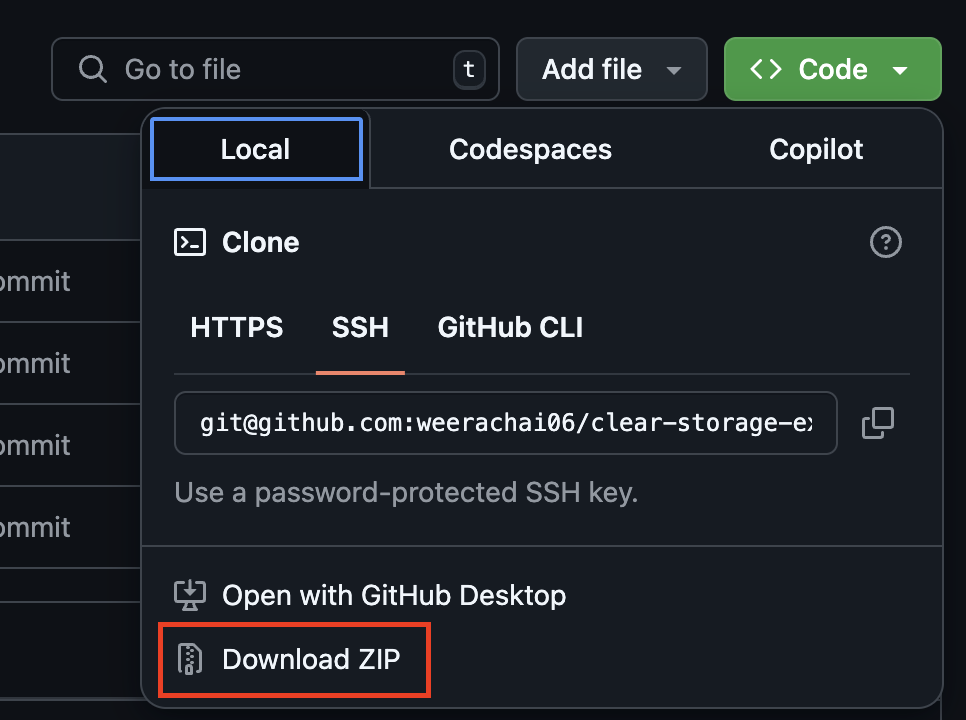 Go to file t Add file Code
Local Codespaces Copilot
Clone
ommit
HTTPS SSH GitHub CLI
ommit
git@github.com:weerachai06/clear-storage-ex
ommit
Use a password-protected SSH key.
ommit
Open with GitHub Desktop
Download ZIP